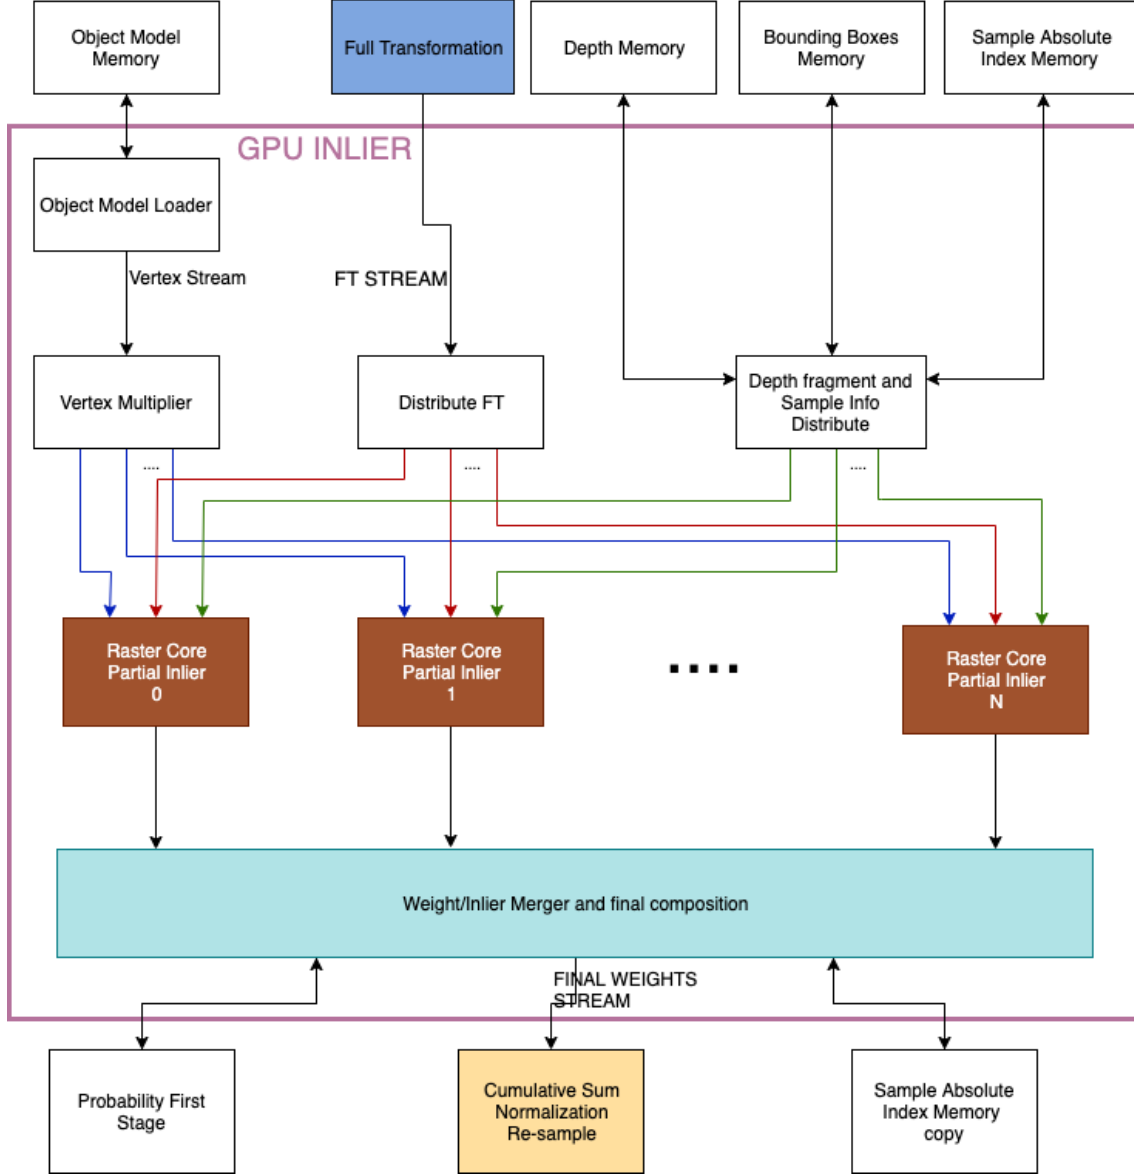 Object Model
Memory
Full Transformation
Depth Memory
Bounding Boxes
Memory
Sample Absolute
Index Memory
GPU INLIER
Object Model Loader
Vertex Stream
FT STREAM
Vertex Multiplier
Distribute FT
Depth fragment and
Sample Info
Distribute
....
....
....
Raster Core
Partial Inlier
0
Raster Core
Partial Inlier
1
....
Raster Core
Partial Inlier
N
Weight/Inlier Merger and final composition
FINAL WEIGHTS
STREAM
Probability First
Stage
Cumulative Sum
Normalization
Re-sample
Sample Absolute
Index Memory
copy